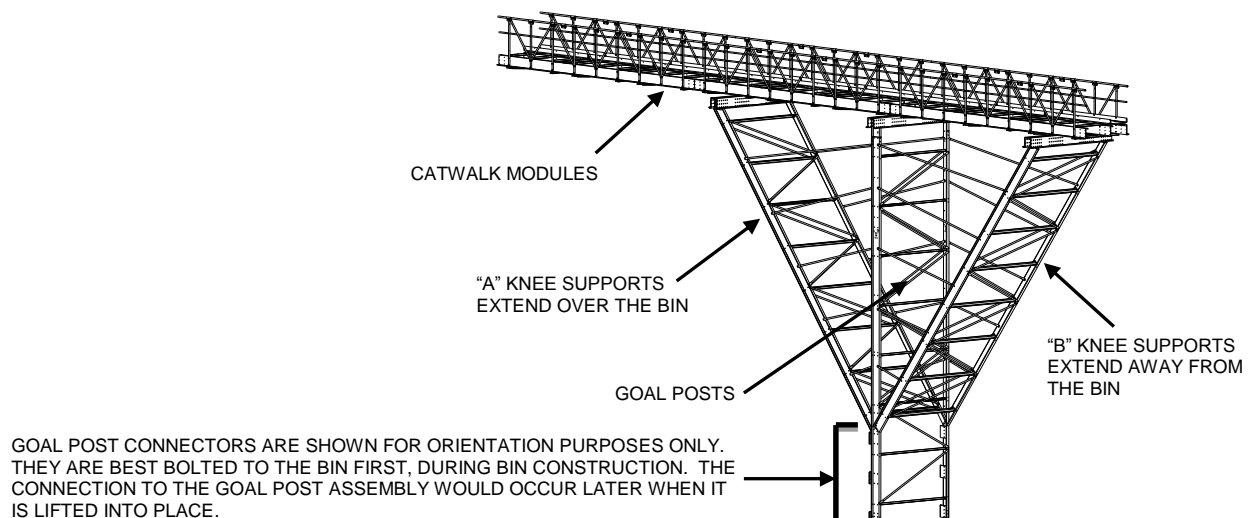 CATWALK MODULES
“A” KNEE SUPPORTS
EXTEND OVER THE BIN
“B” KNEE SUPPORTS
EXTEND AWAY FROM
THE BIN
GOAL POSTS
GOAL POST CONNECTORS ARE SHOWN FOR ORIENTATION PURPOSES ONLY.
THEY ARE BEST BOLTED TO THE BIN FIRST, DURING BIN CONSTRUCTION.  THE
CONNECTION TO THE GOAL POST ASSEMBLY WOULD OCCUR LATER WHEN IT
IS LIFTED INTO PLACE.